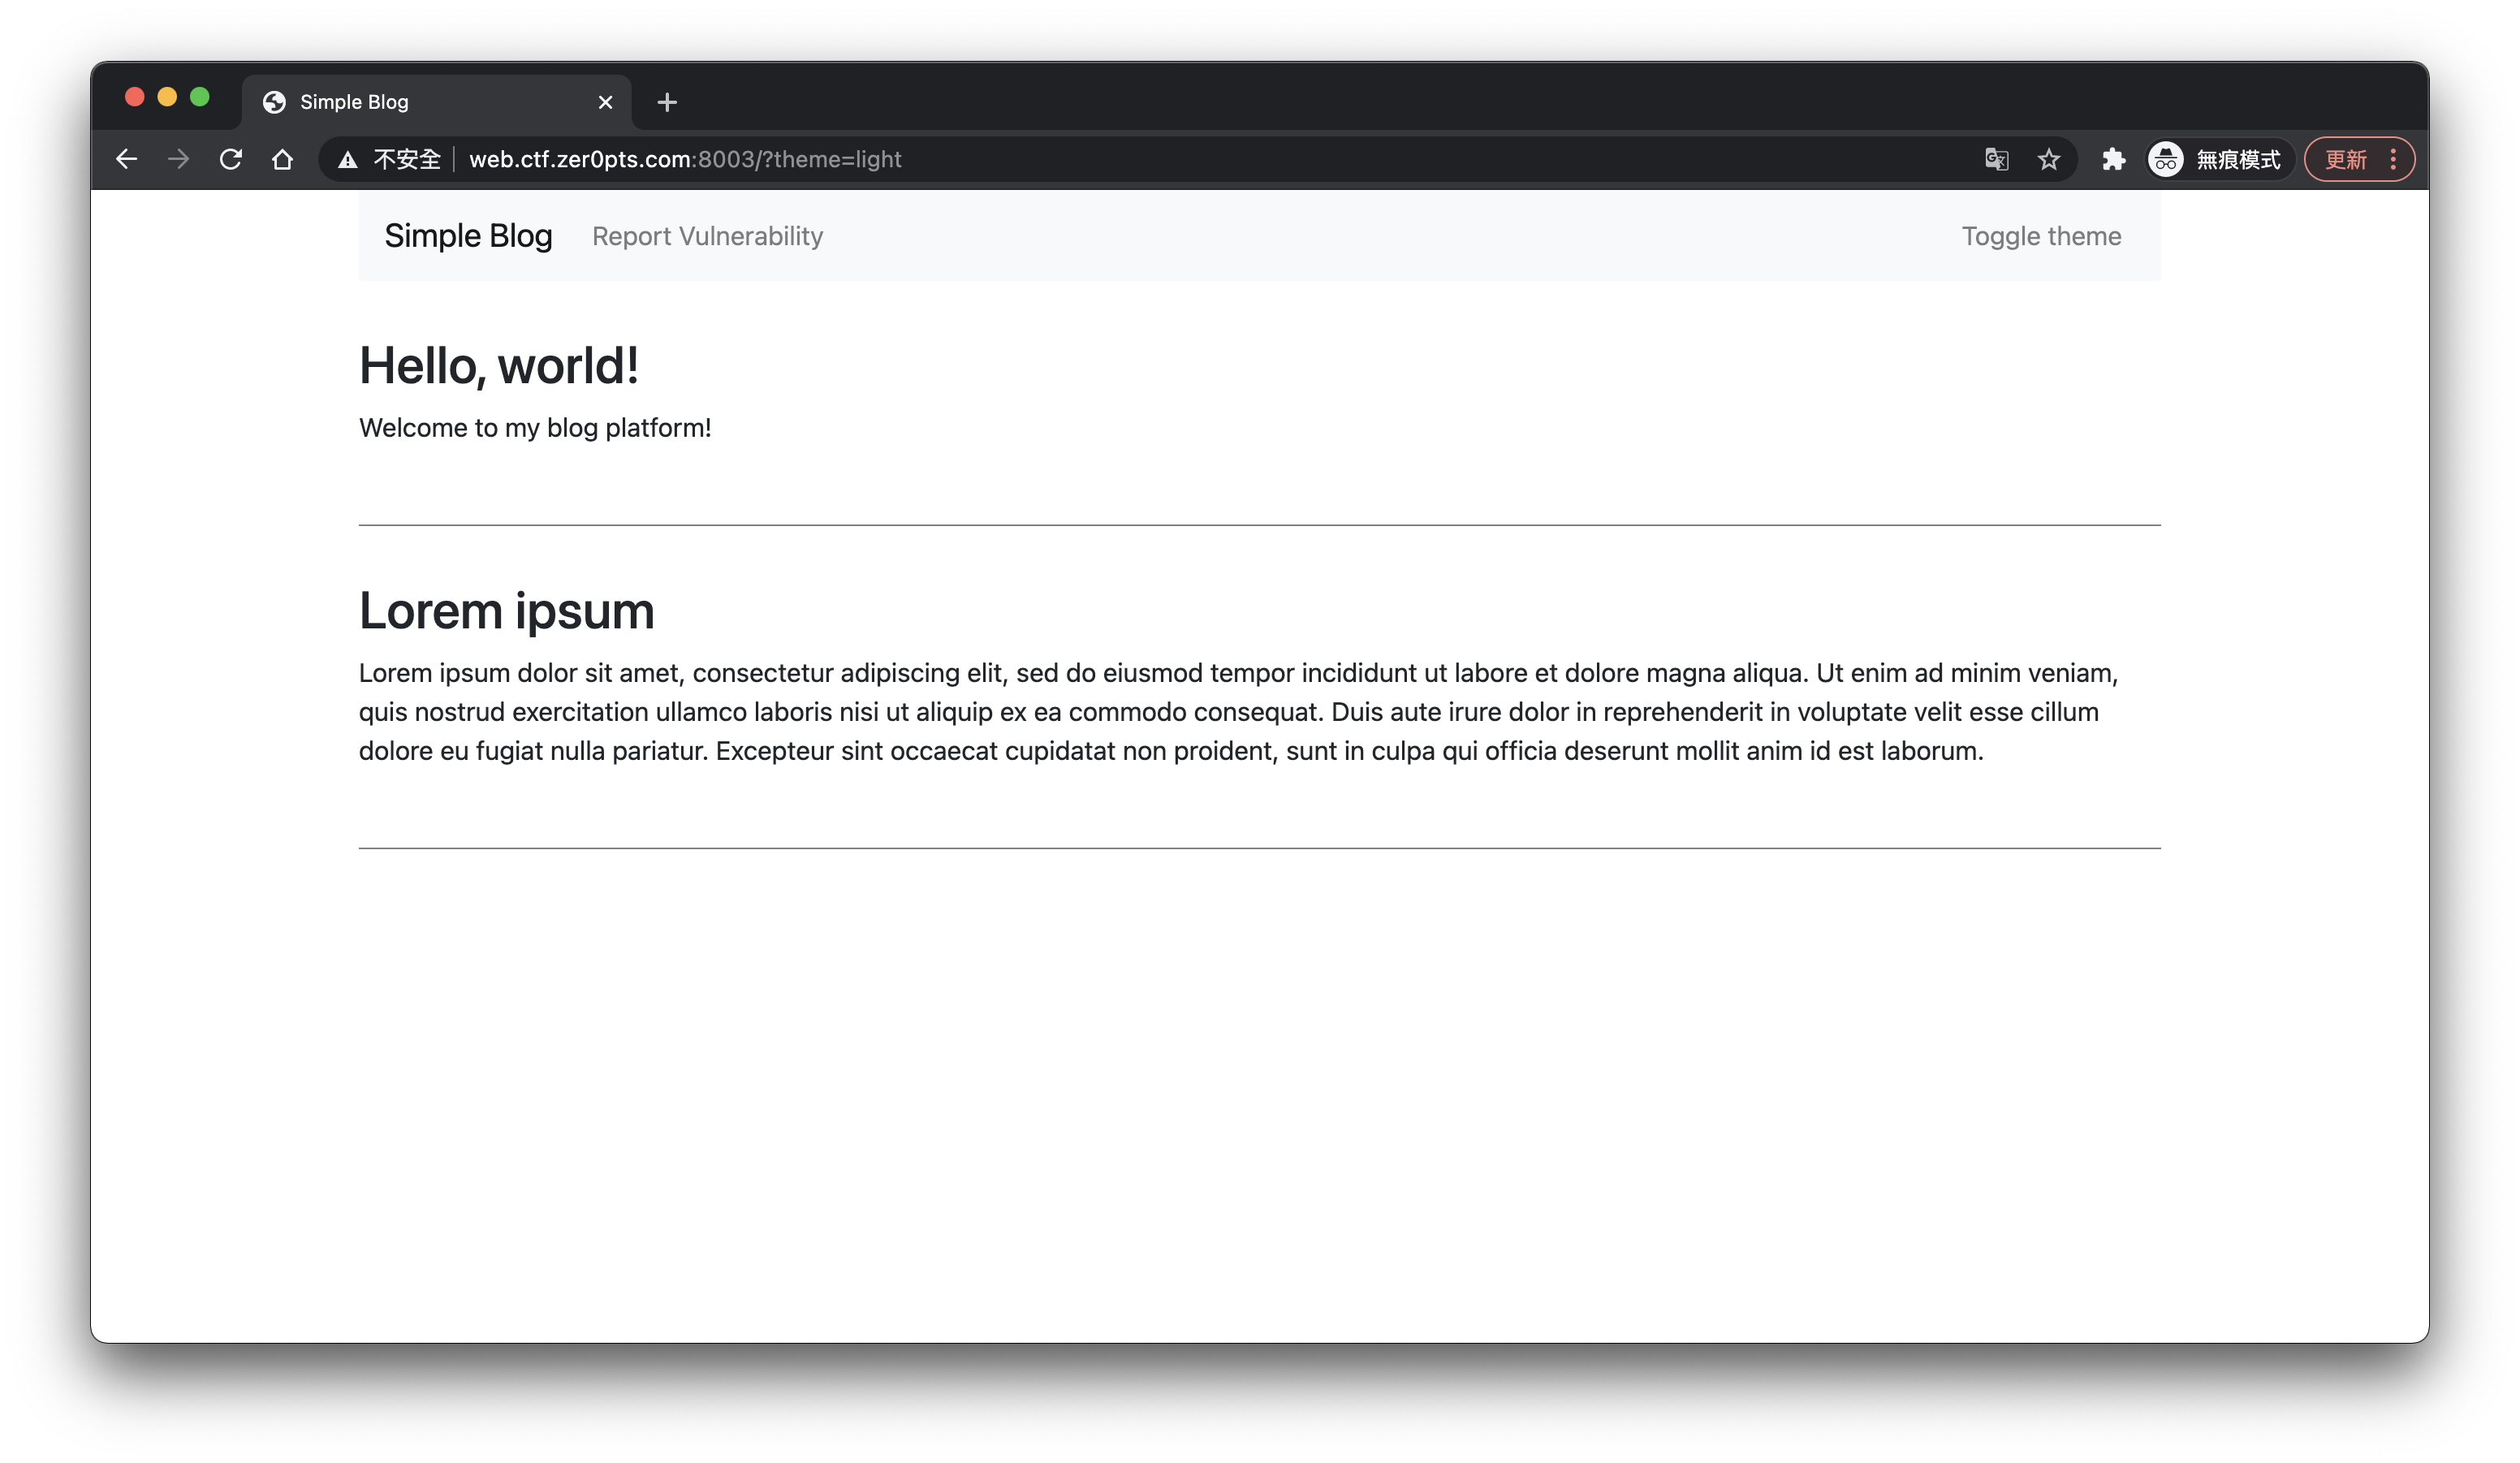 Simple Blog
不安全 web.ctf.zer0pts.com:8003/?theme=light 無痕模式 更新
Simple Blog Report Vulnerability Toggle theme
Hello, world!
Welcome to my blog platform!
Lorem ipsum
Lorem ipsum dolor sit amet, consectetur adipiscing elit, sed do eiusmod tempor incididunt ut labore et dolore magna aliqua. Ut enim ad minim veniam,
quis nostrud exercitation ullamco laboris nisi ut aliquip ex ea commodo consequat. Duis aute irure dolor in reprehenderit in voluptate velit esse cillum
dolore eu fugiat nulla pariatur. Excepteur sint occaecat cupidatat non proident, sunt in culpa qui officia deserunt mollit anim id est laborum.